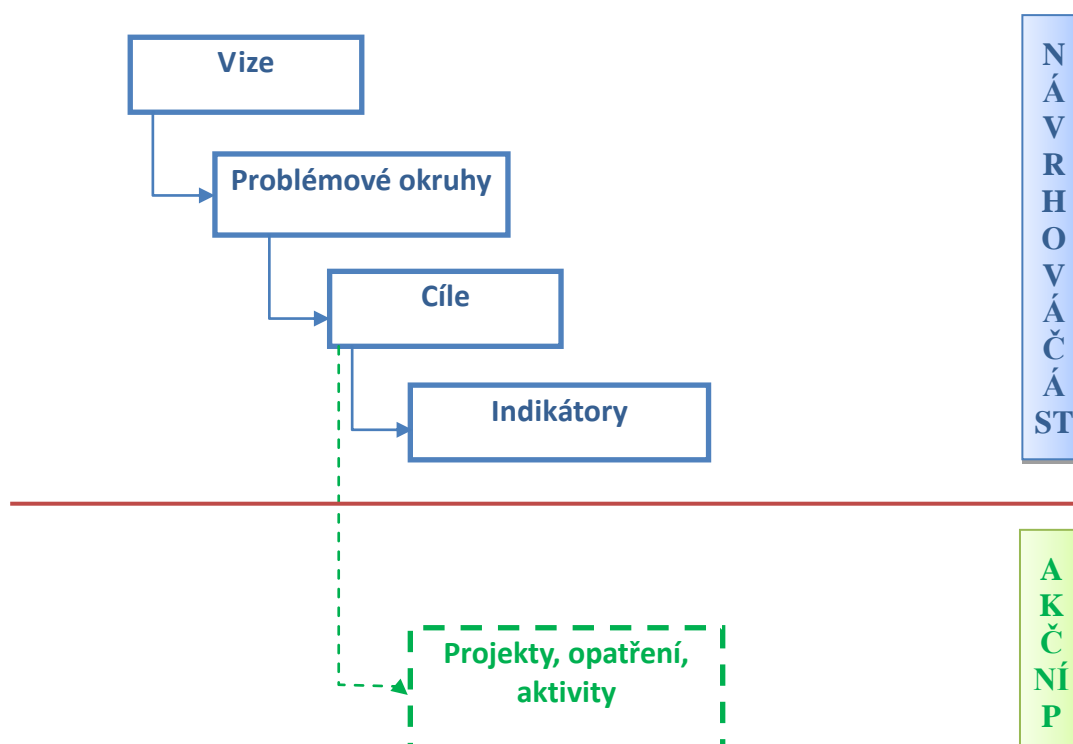 Vize
Problémové okruhy
Cíle
Indikátory
N
Á
V
R
H
O
V
Á
Č
Á
ST
Projekty, opatření,
aktivity
A
K
Č
NÍ
P